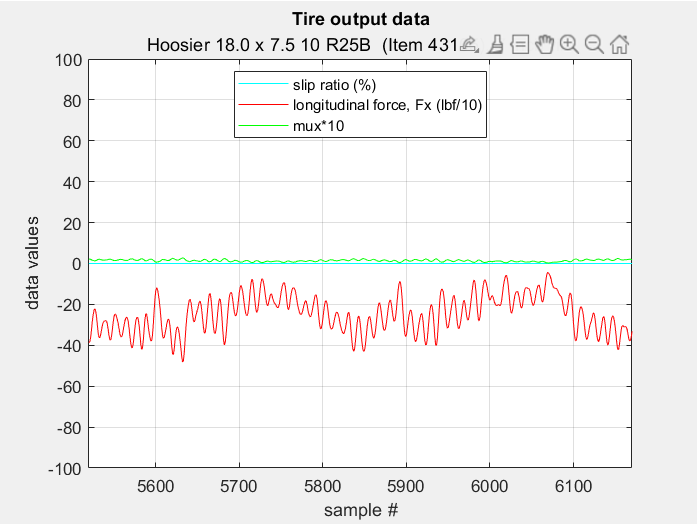 Tire output data
Hoosier 18.0 x 7.5 10 R25B (Item 431
100
80
60
40
20
0
-20
-40
-60
-80
-100
data values
slip ratio (%)
longitudinal force, Fx (lbf/10)
mux*10
5600 5700 5800 5900 6000 6100
sample #